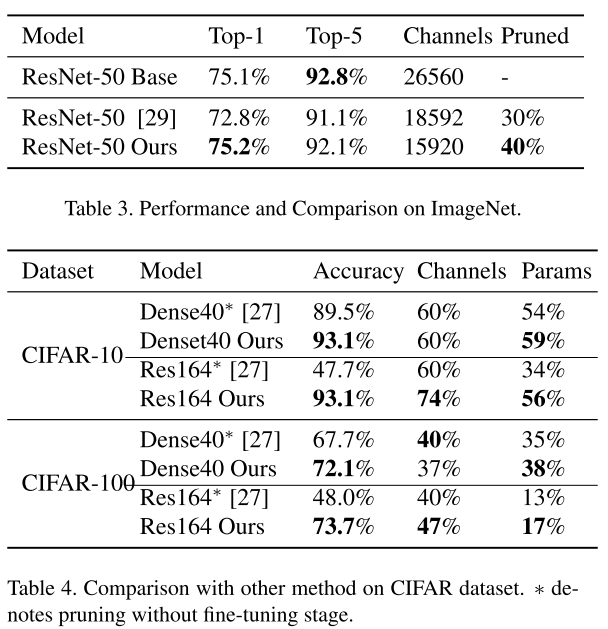 Model Top-1 Top-5 Channels Pruned
ResNet-50 Base 75.1% 92.8% 26560 -
ResNet-50 [29] 72.8% 91.1% 18592 30%
ResNet-50 Ours 75.2% 92.1% 15920 40%
Table 3. Performance and Comparison on ImageNet.
Dataset Model Accuracy Channels Params
Dense40* [27] 89.5% 60% 54%
Denset40 Ours 93.1% 60% 59%
CIFAR-10
Res164* [27] 47.7% 60% 34%
Res164 Ours 93.1% 74% 56%
Dense40* [27] 67.7% 40% 35%
Dense40 Ours 72.1% 37% 38%
CIFAR-100
Res164* [27] 48.0% 40% 13%
Res164 Ours 73.7% 47% 17%
Table 4. Comparison with other method on CIFAR dataset. * de-
notes pruning without fine-tuning stage.